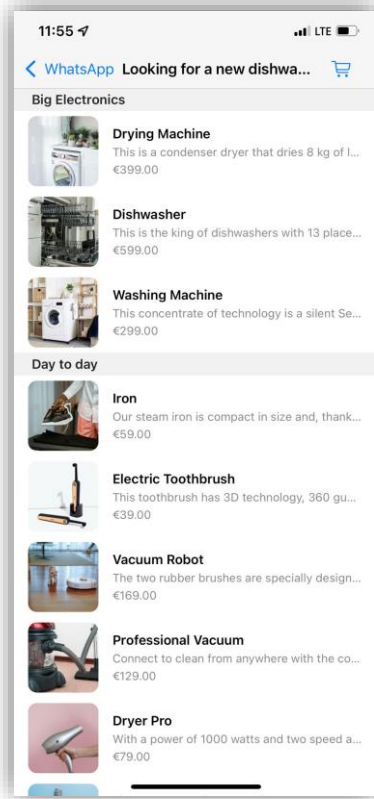 11:55 LTE
WhatsApp Looking for a new dishwa...
Big Electronics
Drying Machine
This is a condenser dryer that dries 8 kg of l...
€399.00
Dishwasher
This is the king of dishwashers with 13 place...
€599.00
Washing Machine
This concentrate of technology is a silent Se...
€299.00
Day to day
Iron
Our steam iron is compact in size and, thank...
€59.00
Electric Toothbrush
This toothbrush has 3D technology, 360 gu...
€39.00
Vacuum Robot
The two rubber brushes are specially design...
€169.00
Professional Vacuum
Connect to clean from anywhere with the co...
€129.00
Dryer Pro
With a power of 1000 watts and two speed a...
€79.00